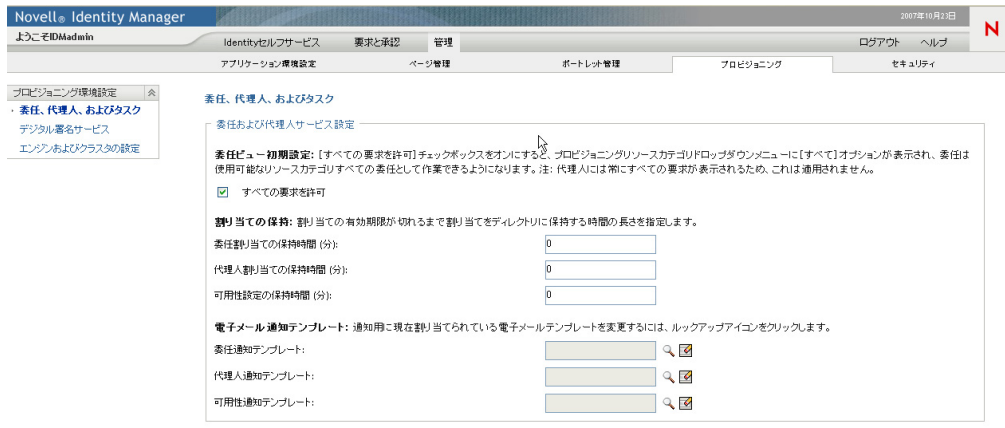 Novell® Identity Manager
2007年10月23日
ようこそIDMadmin
Identityセルフサービス 要求と承認 管理
ログアウト ヘルプ
N
アプリケーション環境設定 ページ管理 ポートレット管理 プロビジョニング セキュリティ
プロビジョニング環境設定
・委任、代理人、およびタスク
デジタル署名サービス
エンジンおよびクラスタの設定
委任、代理人、およびタスク
委任および代理人サービス設定
委任ビュー初期設定: [すべての要求を許可]チェックボックスをオンにすると、プロビジョニングリソースカテゴリドロップダウンメニューに[すべて]オプションが表示され、委任は
使用可能なリソースカテゴリすべての委任として作業できるようになります。注: 代理人には常にすべての要求が表示されるため、これは適用されません。
すべての要求を許可
割り当ての保持: 割り当ての有効期限が切れるまで割り当てをディレクトリに保持する時間の長さを指定します。
委任割り当ての保持時間 (分): 0
代理人割り当ての保持時間 (分): 0
可用性設定の保持時間 (分): 0
電子メール通知テンプレート: 通知用に現在割り当てられている電子メールテンプレートを変更するには、ルックアップアイコンをクリックします。
委任通知テンプレート:
代理人通知テンプレート:
可用性通知テンプレート: